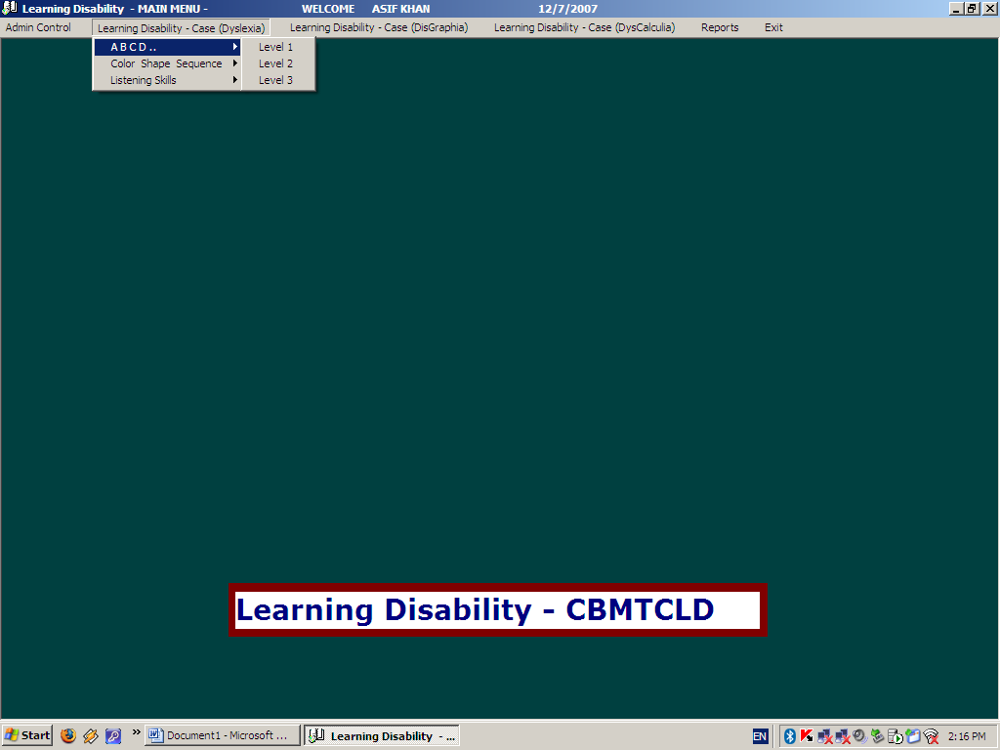 Learning Disability - MAIN MENU - WELCOME ASIF KHAN 12/7/2007
Admin Control Learning Disability - Case (Dyslexia) Learning Disability - Case (DisGraphia) Learning Disability - Case (DysCalculia) Reports Exit
A B C D .. Level 1
Color Shape Sequence Level 2
Listening Skills Level 3
Learning Disability - CBMTCLD
Start » Document1 - Microsoft ... Learning Disability - ... EN 2:16 PM